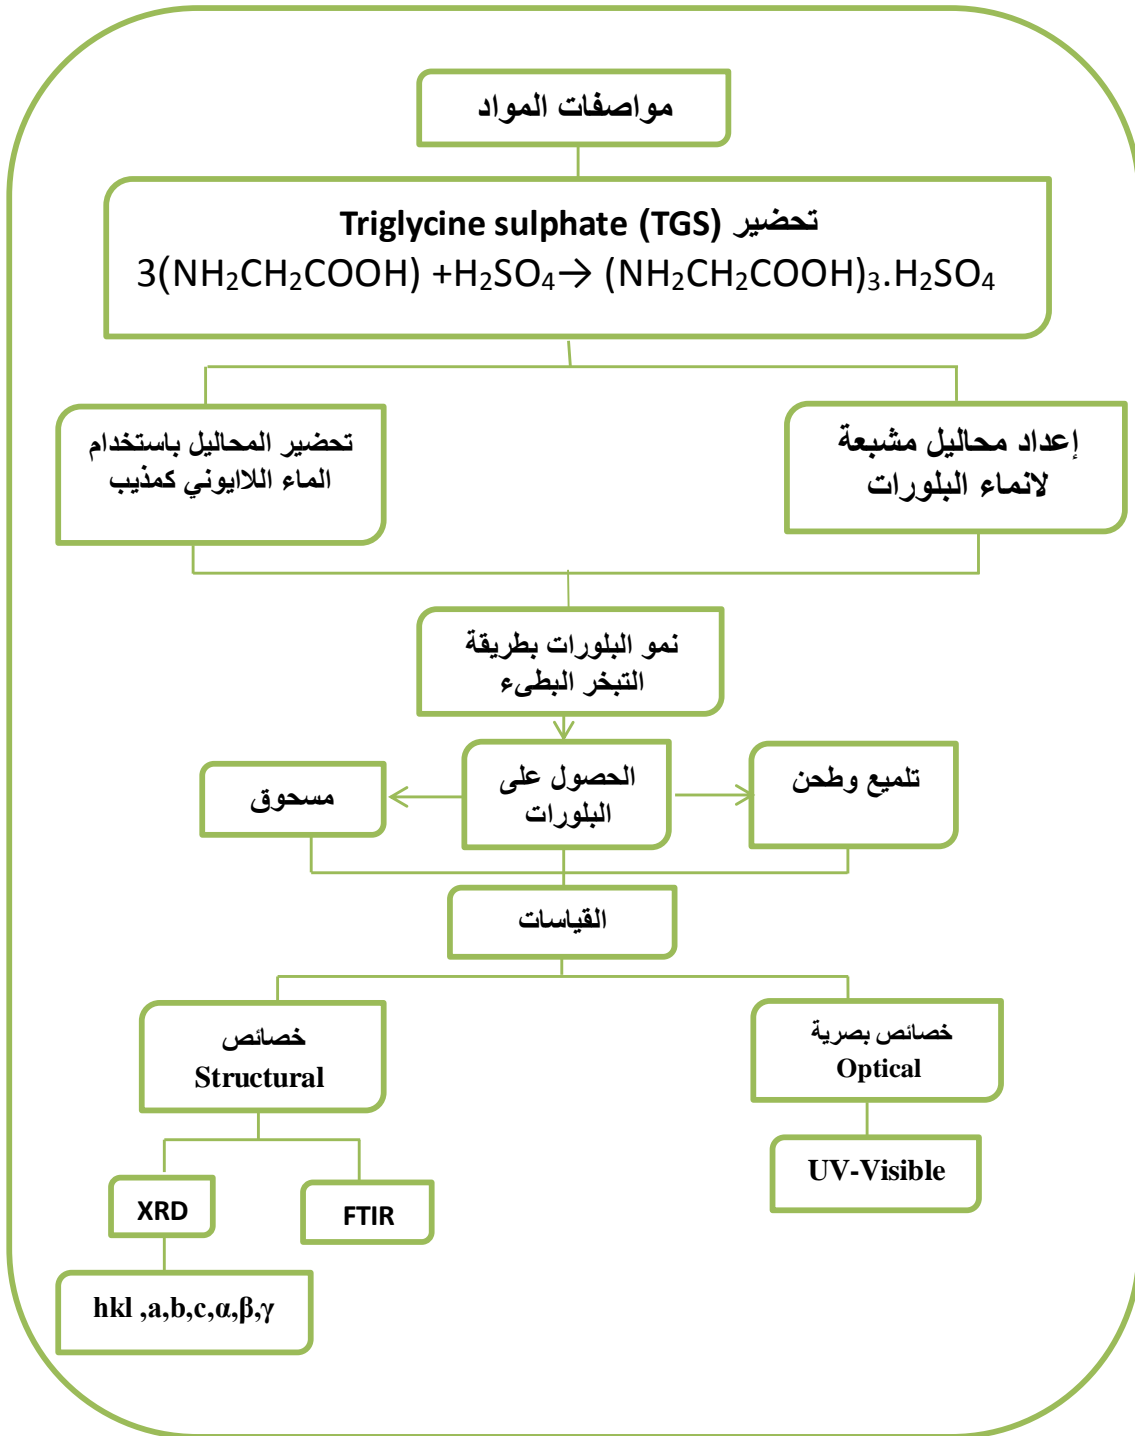 مواصفات المواد
تحضير Triglycine sulphate (TGS)
3(NH₂CH₂COOH) +H₂SO₄→ (NH₂CH₂COOH)₃.H₂SO₄
إعداد محاليل مشبعة
لانماء البلورات
تحضير المحاليل باستخدام
الماء اللاايوني كمذيب
نمو البلورات بطريقة
التبخر البطىء
تلميع وطحن
الحصول على
البلورات
مسحوق
القياسات
خصائص بصرية
Optical
خصائص
Structural
UV-Visible
XRD
FTIR
hkl ,a,b,c,α,β,γ